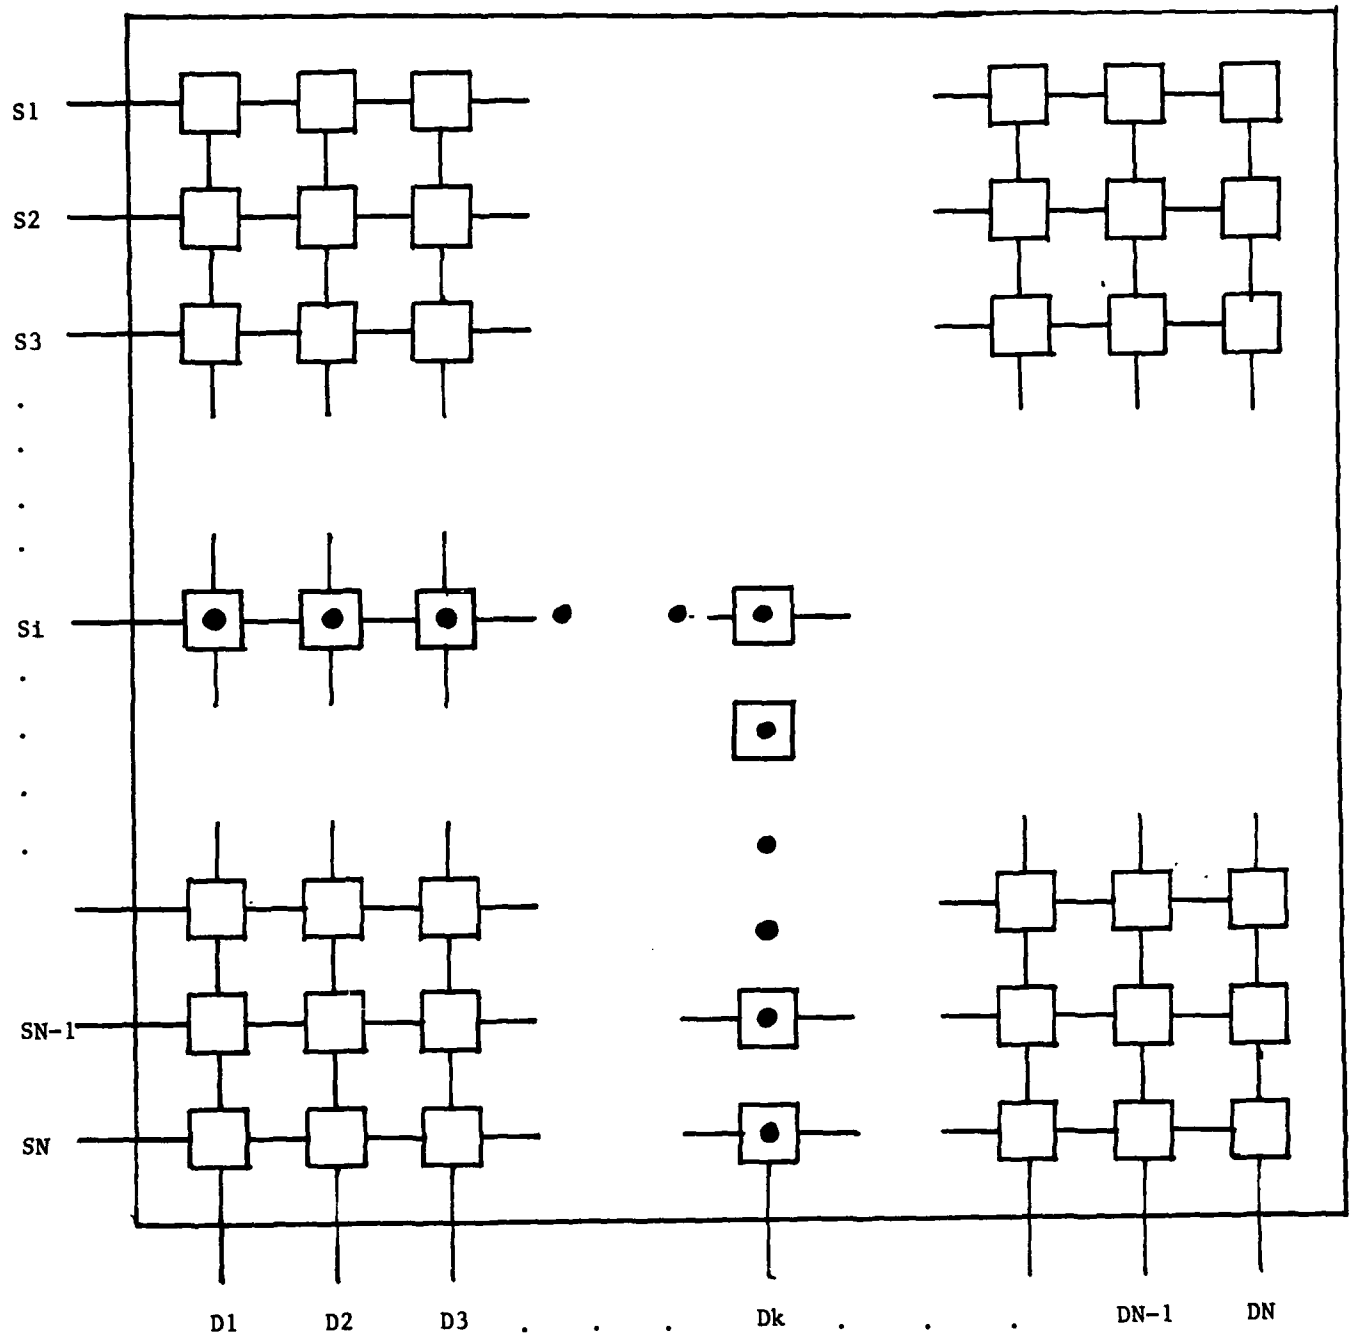 S1
S2
S3
.
.
.
.
Si
.
.
.
.
SN-1
SN
D1 D2 D3 . . . Dk . . . DN-1 DN